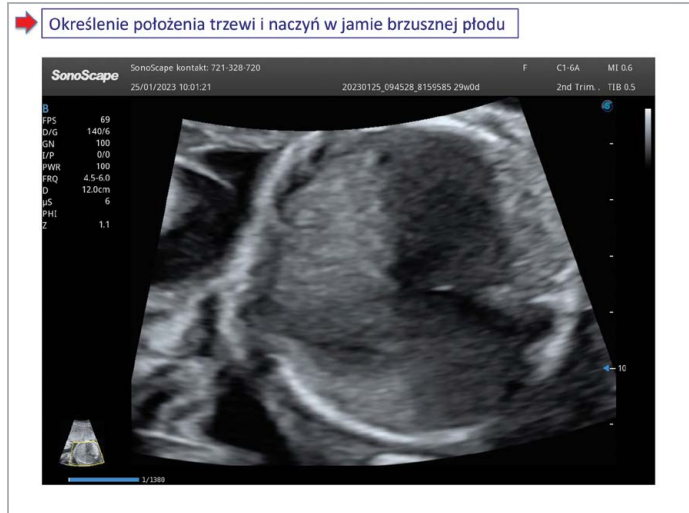 Określenie położenia trzewi i naczyń w jamie brzusznej płodu
SonoScape
SonoScape kontakt: 721-328-720
F
C1-6A
MI 0.6
25/01/2023 10:01:21
20230125_094528_8159585 29w0d
2nd Trim. .
TIB 0.5
B
FPS 69
D/G 140/6
GN 100
I/P 0/0
PWR 100
FRQ 4.5-6.0
D 12.0cm
µS 6
PHI
Z 1.1
10
1/1380